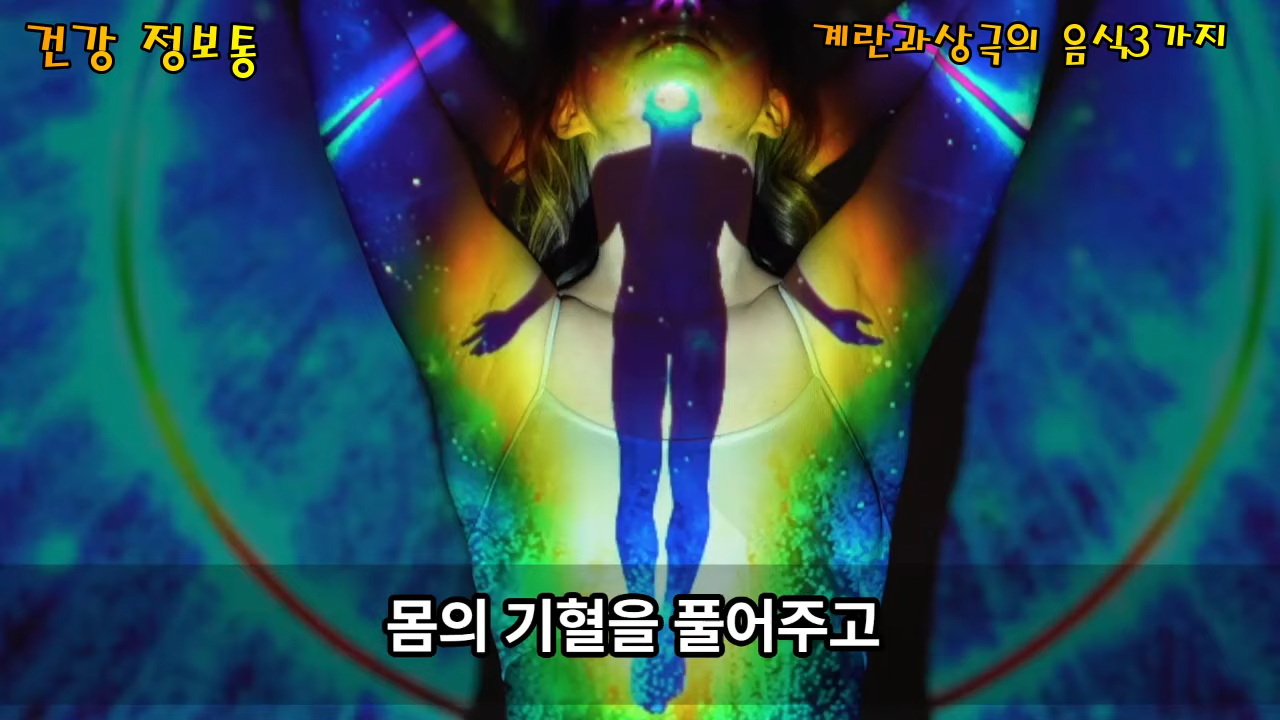 건강 정보통
계란과상극의 음식3가지
몸의 기혈을 풀어주고